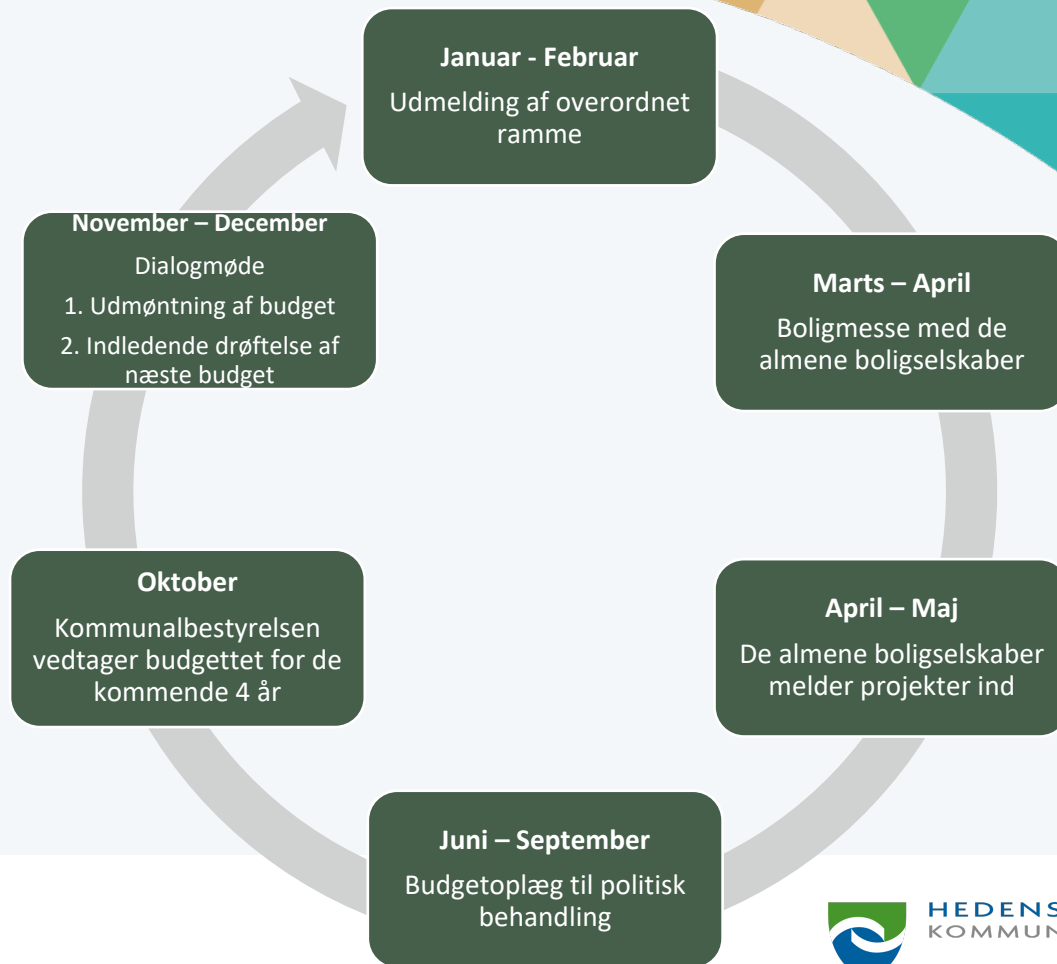 Januar - Februar
Udmelding af overordnet
ramme
Marts – April
Boligmesse med de
almene boligselskaber
April – Maj
De almene boligselskaber
melder projekter ind
Juni – September
Budgetoplæg til politisk
behandling
Oktober
Kommunalbestyrelsen
vedtager budgettet for de
kommende 4 år
November – December
Dialogmøde
1. Udmøntning af budget
2. Indledende drøftelse af
næste budget
HEDENS
KOMMUN